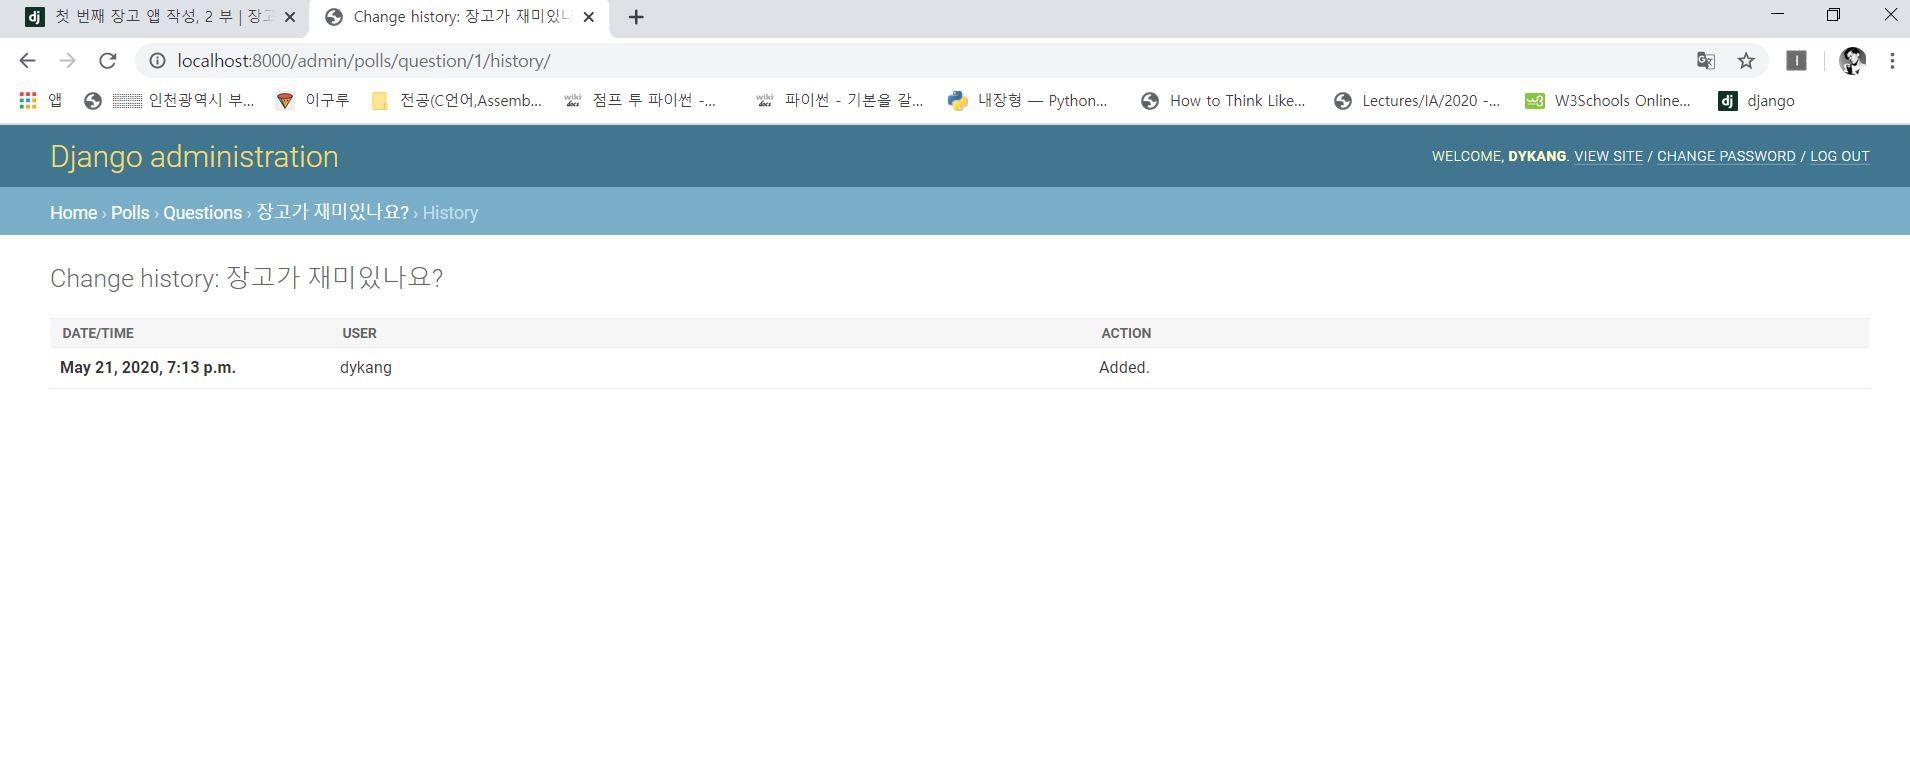 첫 번째 장고 앱 작성, 2 부 | 장고
Change history: 장고가 재미있나
localhost:8000/admin/polls/question/1/history/
앱 인천광역시 부... 이구루 전공(C언어,Assemb... 점프 투 파이썬 -... 파이썬 - 기본을 갈... 내장형 — Python... How to Think Like... Lectures/IA/2020 -... W3Schools Online... django
Django administration
WELCOME, DYKANG. VIEW SITE / CHANGE PASSWORD / LOG OUT
Home › Polls › Questions › 장고가 재미있나요? › History
Change history: 장고가 재미있나요?
DATE/TIME USER ACTION
May 21, 2020, 7:13 p.m. dykang Added.